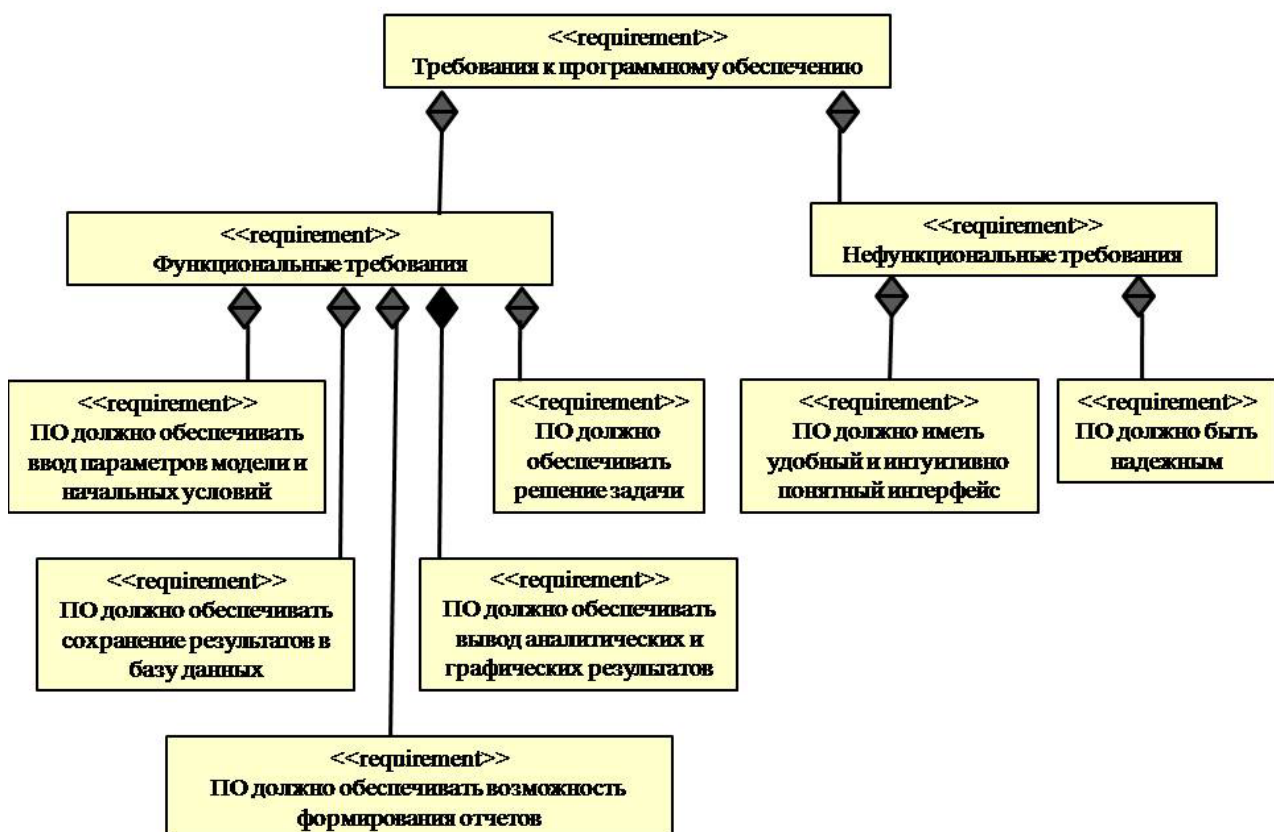 <<requirement>>
Требования к программному обеспечению
<<requirement>>
Функциональные требования
<<requirement>>
Нефункциональные требования
<<requirement>>
ПО должно обеспечивать
ввод параметров модели и
начальных условий
<<requirement>>
ПО должно
обеспечивать
решение задачи
<<requirement>>
ПО должно иметь
удобный и интуитивно
понятный интерфейс
<<requirement>>
ПО должно быть
надежным
<<requirement>>
ПО должно обеспечивать
сохранение результатов в
базу данных
<<requirement>>
ПО должно обеспечивать
вывод аналитических и
графических результатов
<<requirement>>
ПО должно обеспечивать возможность
формирования отчетов